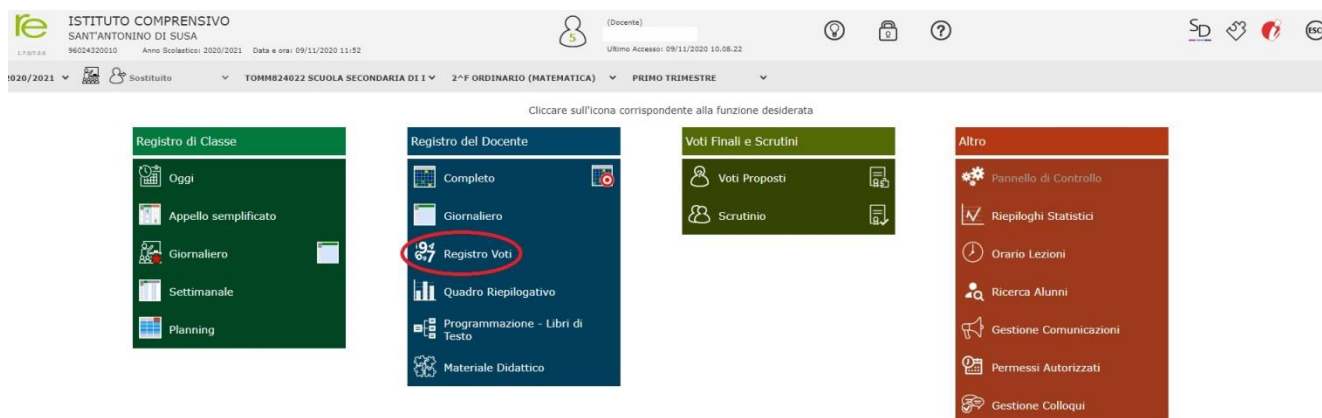 re
ISTITUTO COMPRENSIVO
SANT'ANTONINO DI SUSA
96024320010 Anno Scolastico: 2020/2021 Data e ora: 09/11/2020 11:52
5
(Docente)
Ultimo Accesso: 09/11/2020 10.08.22
?
SD
ESC
2020/2021 Sostituito TOMM824022 SCUOLA SECONDARIA DI I 2^F ORDINARIO (MATEMATICA) PRIMO TRIMESTRE
Cliccare sull'icona corrispondente alla funzione desiderata
Registro di Classe
Oggi
Appello semplificato
Giornaliero
Settimanale
Planning
Registro del Docente
Completo
Giornaliero
Registro Voti
Quadro Riepilogativo
Programmazione - Libri di
Testo
Materiale Didattico
Voti Finali e Scrutini
Voti Proposti
Scrutinio
Altro
Pannello di Controllo
Riepiloghi Statistici
Orario Lezioni
Ricerca Alunni
Gestione Comunicazioni
Permessi Autorizzati
Gestione Colloqui